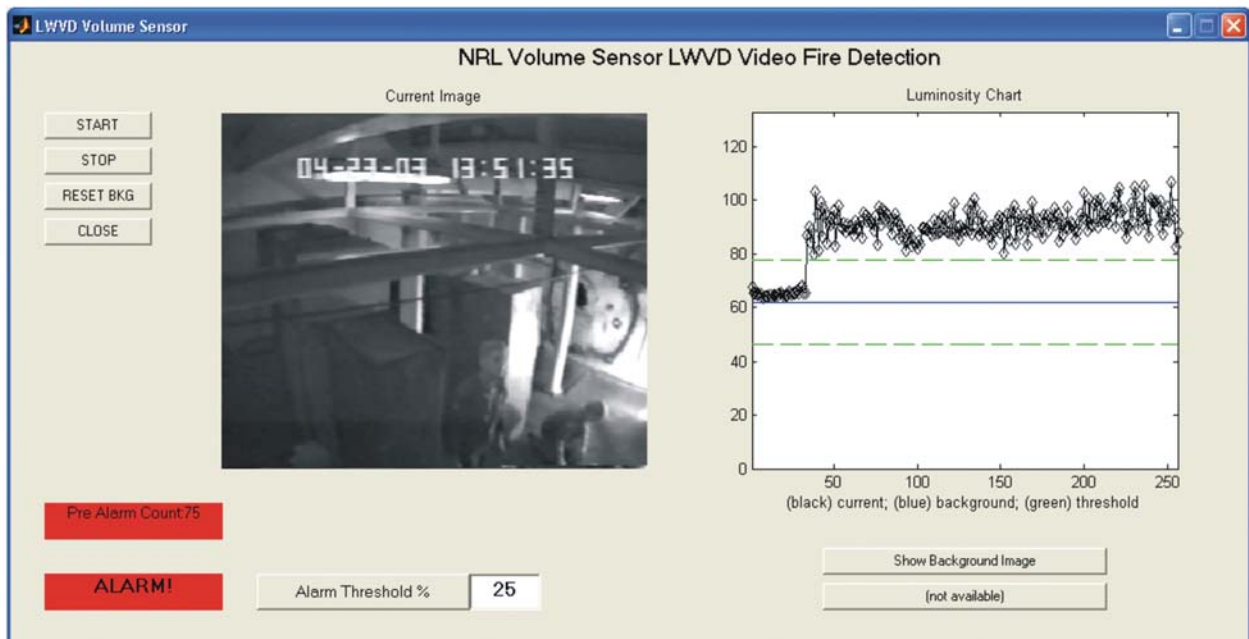 LWVD Volume Sensor
NRL Volume Sensor LWVD Video Fire Detection
START
STOP
RESET BKG
CLOSE
Current Image
04-23-03 13:51:35
Luminosity Chart
120
100
80
60
40
20
0
50
100
150
200
250
(black) current; (blue) background; (green) threshold
Pre Alarm Count:75
ALARM!
Alarm Threshold %
25
Show Background Image
(not available)